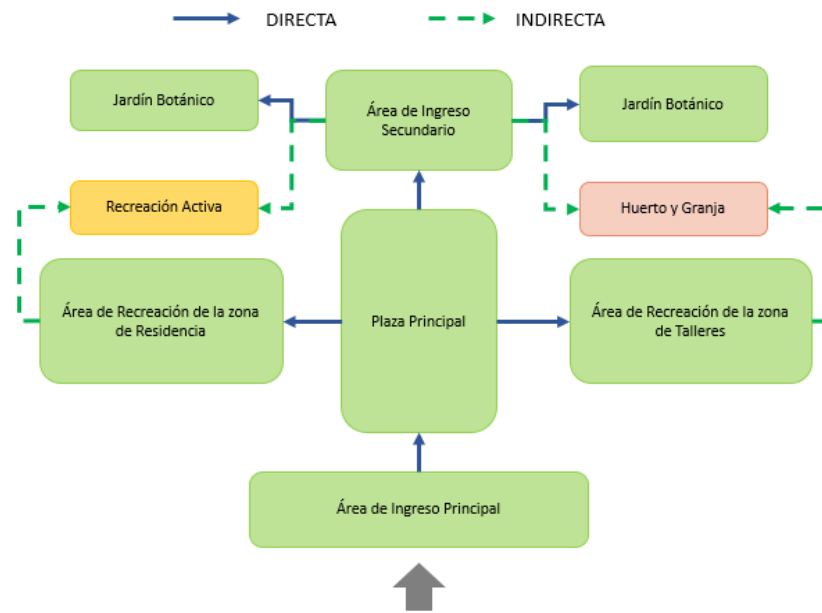 DIRECTA
INDIRECTA
Jardín Botánico
Área de Ingreso
Secundario
Jardín Botánico
Recreación Activa
Huerto y Granja
Área de Recreación de la zona
de Residencia
Plaza Principal
Área de Recreación de la zona
de Talleres
Área de Ingreso Principal